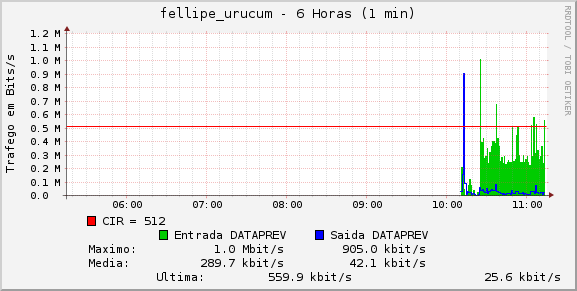 fellipe_urucum - 6 Horas (1 min)
RRDTOOL / TOBI OETIKER
Trafego em Bits/s
1.2 M
1.1 M
1.0 M
0.9 M
0.8 M
0.7 M
0.6 M
0.5 M
0.4 M
0.3 M
0.2 M
0.1 M
0.0
06:00 07:00 08:00 09:00 10:00 11:00
CIR = 512
Entrada DATAPREV Saida DATAPREV
Maximo: 1.0 Mbit/s 905.0 kbit/s
Media: 289.7 kbit/s 42.1 kbit/s
Ultima: 559.9 kbit/s 25.6 kbit/s